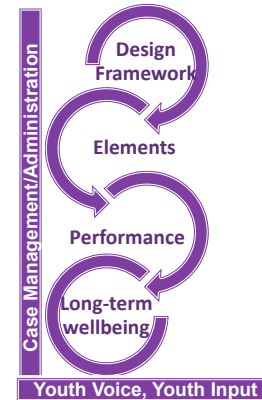 Case Management/Administration
Design
Framework
Elements
Performance
Long-term
wellbeing
Youth Voice, Youth Input